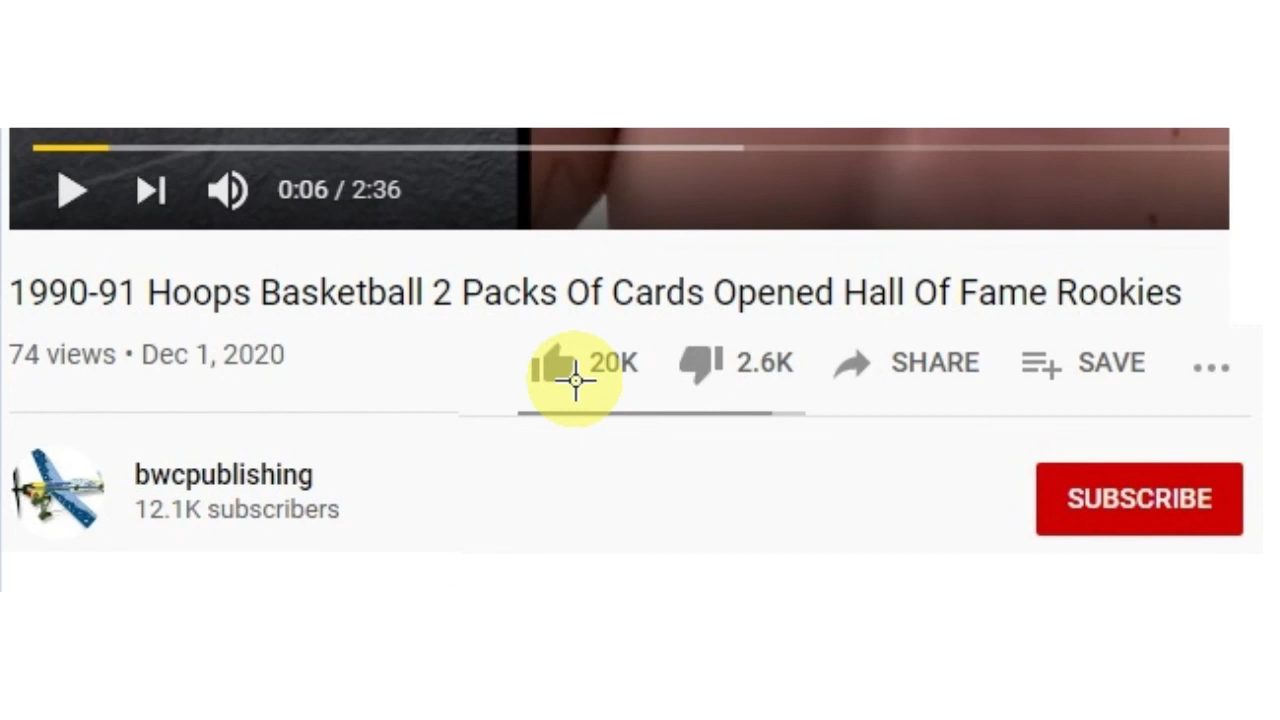 0:06 / 2:36
1990-91 Hoops Basketball 2 Packs Of Cards Opened Hall Of Fame Rookies
74 views • Dec 1, 2020
20K
2.6K
SHARE
SAVE
bwcpublishing
12.1K subscribers
SUBSCRIBE